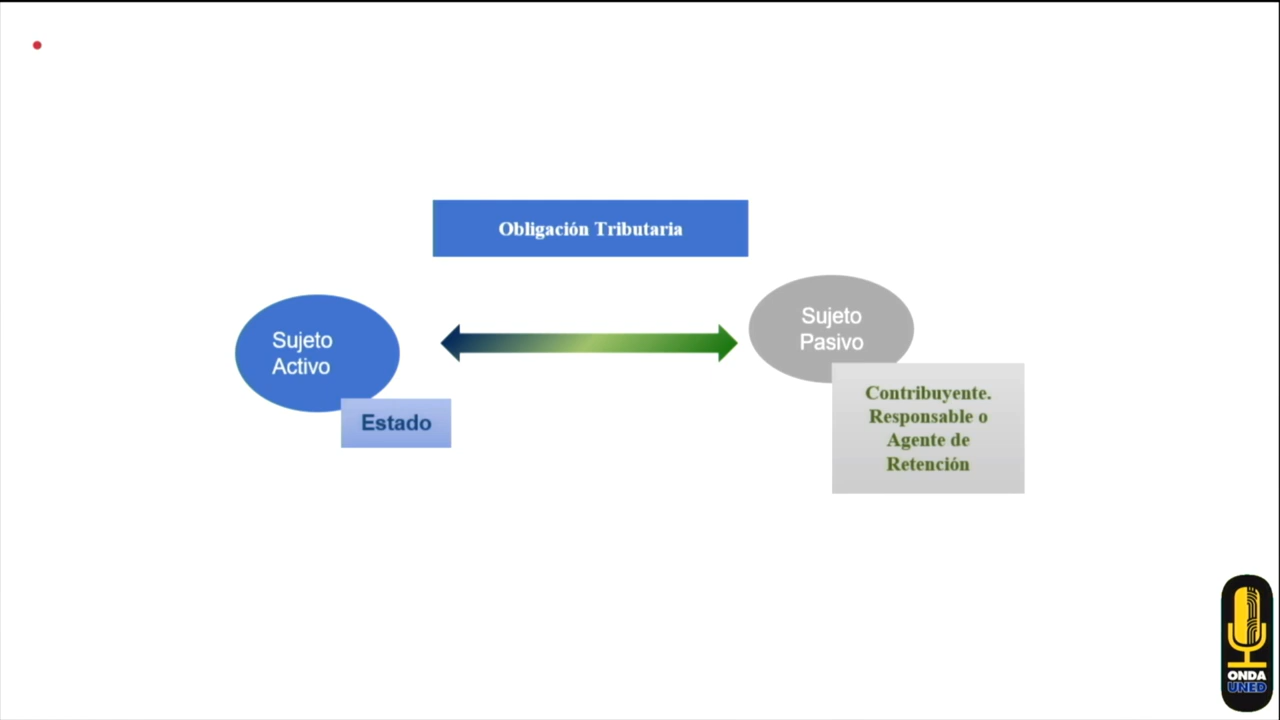 Obligación Tributaria
Sujeto
Activo
Estado
Sujeto
Pasivo
Contribuyente.
Responsable o
Agente de
Retención
ONDA
UNED